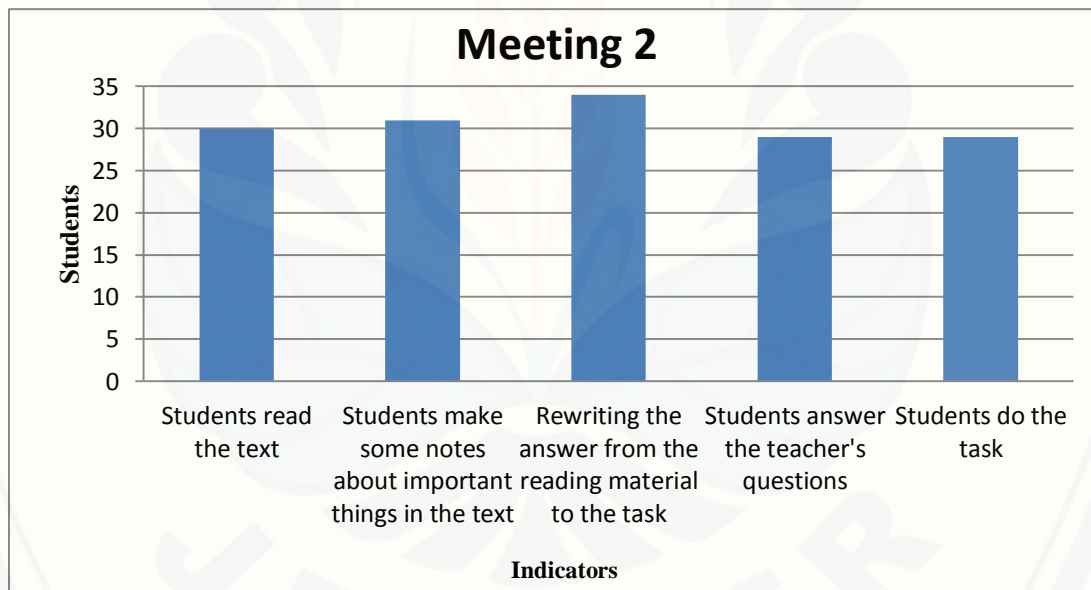 Meeting 2
Students
35
30
25
20
15
10
5
0
Students read
the text
Students make
some notes
about important
things in the text
Rewriting the
answer from the
reading material
to the task
Students answer
the teacher's
questions
Students do the
task
Indicators